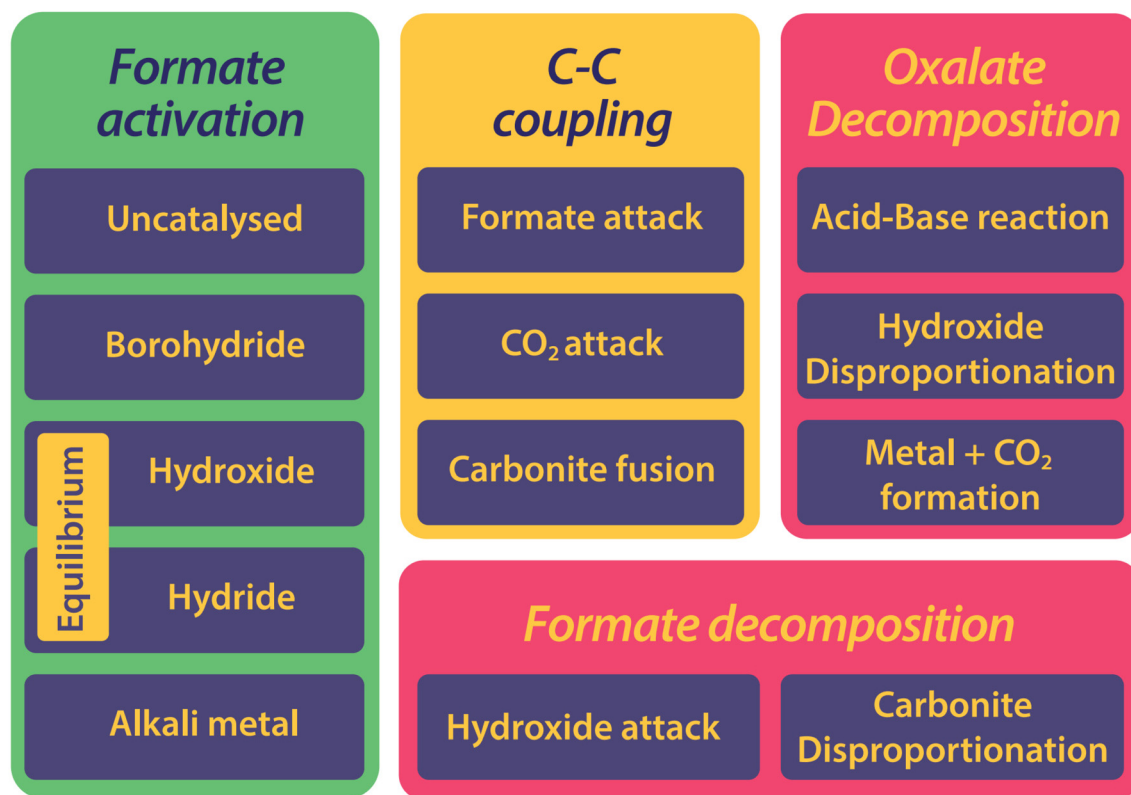 Formate
activation
Uncatalysed
Borohydride
Equilibrium
Hydroxide
Hydride
Alkali metal
C-C
coupling
Formate attack
CO₂ attack
Carbonite fusion
Oxalate
Decomposition
Acid-Base reaction
Hydroxide
Disproportionation
Metal + CO₂
formation
Formate decomposition
Hydroxide attack
Carbonite
Disproportionation